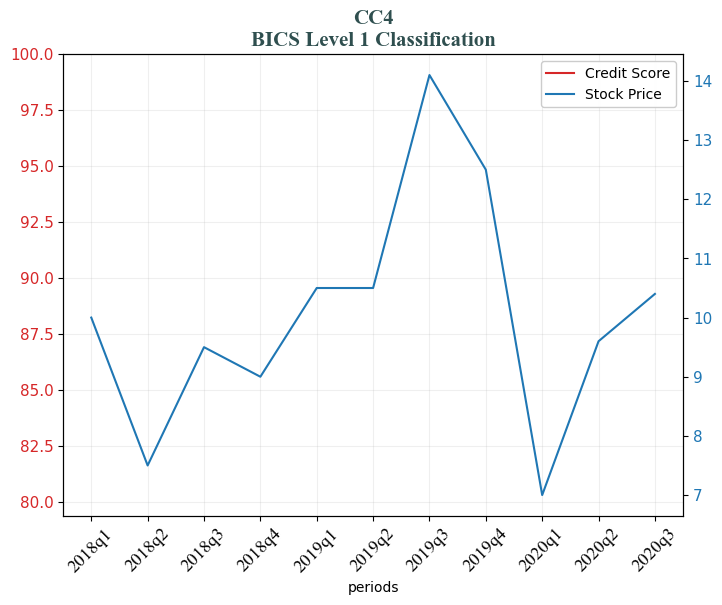 CC4
BICS Level 1 Classification
100.0
97.5
95.0
92.5
90.0
87.5
85.0
82.5
80.0
Credit Score
Stock Price
14
13
12
11
10
9
8
7
2018q1
2018q2
2018q3
2018q4
2019q1
2019q2
2019q3
2019q4
2020q1
2020q2
2020q3
periods